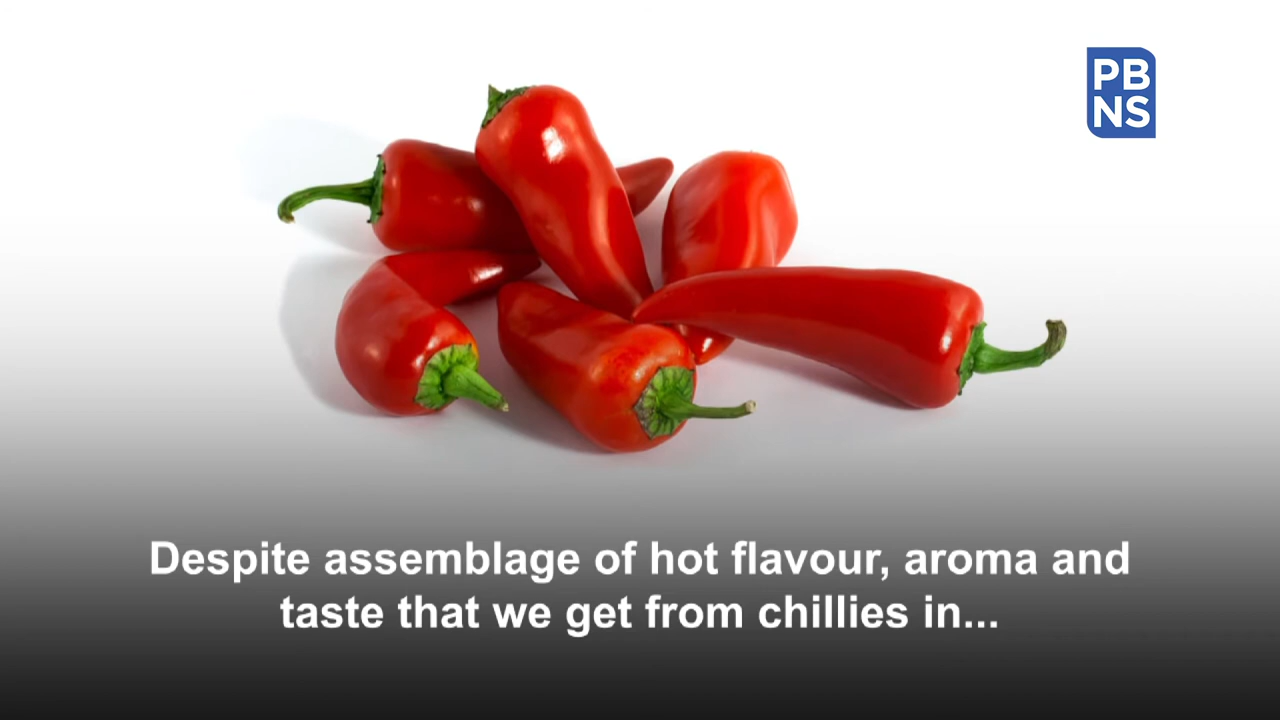 PB
NS
Despite assemblage of hot flavour, aroma and
taste that we get from chillies in...